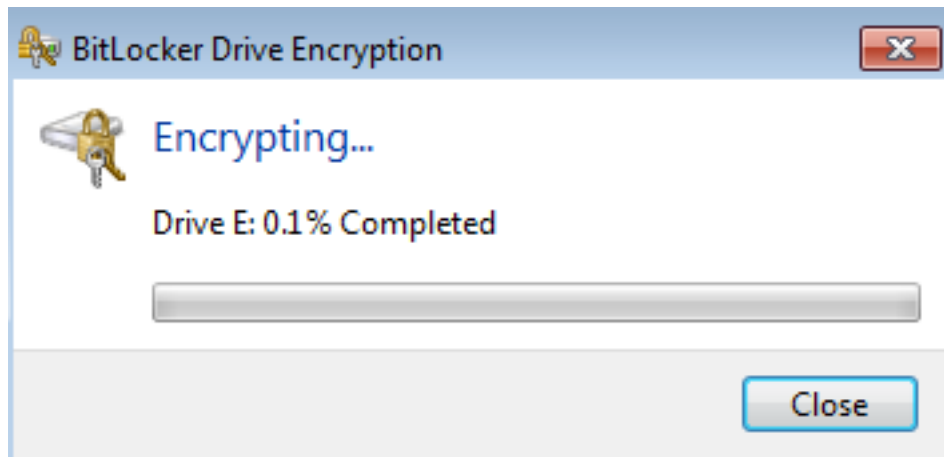 BitLocker Drive Encryption
Encrypting...
Drive E: 0.1% Completed
Close